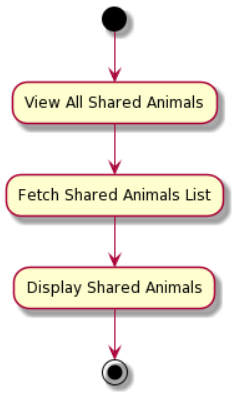 View All Shared Animals
Fetch Shared Animals List
Display Shared Animals